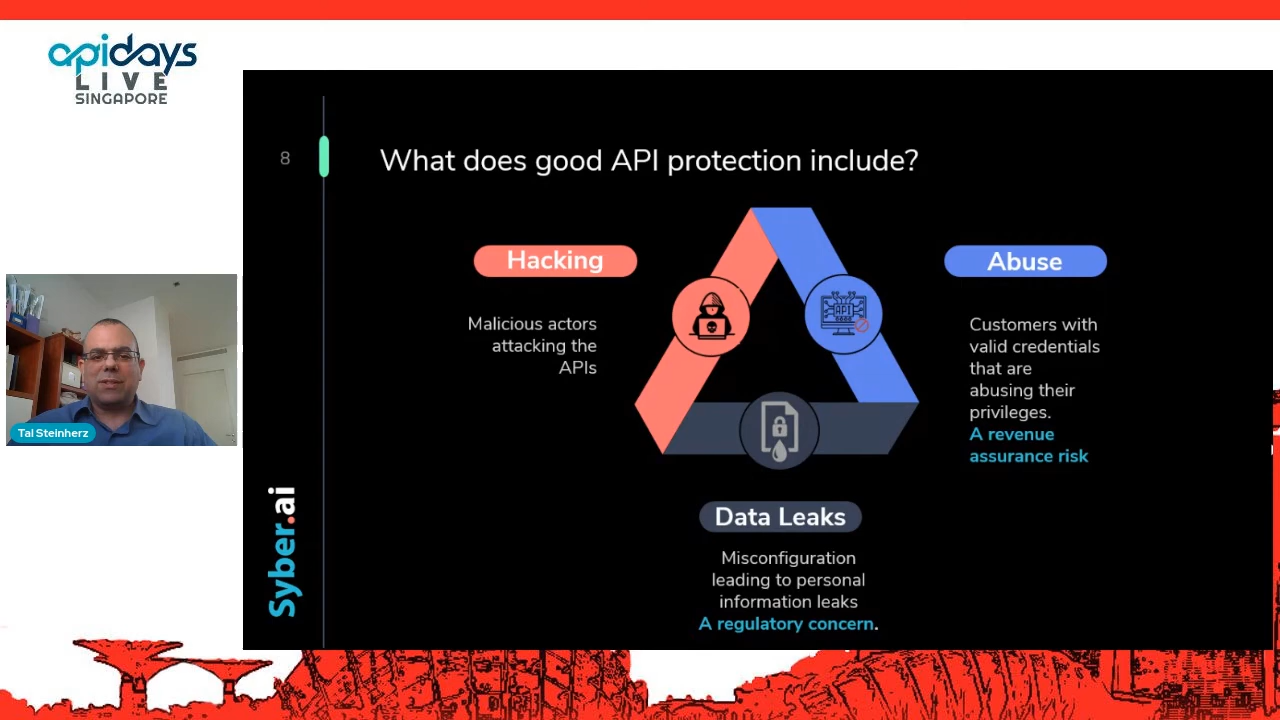 apidays
LIVE
SINGAPORE
8
What does good API protection include?
Hacking
Malicious actors
attacking the
APIs
API
Abuse
Customers with
valid credentials
that are
abusing their
privileges.
A revenue
assurance risk
Data Leaks
Misconfiguration
leading to personal
information leaks
A regulatory concern.
Tal Steinherz
Syber.ai